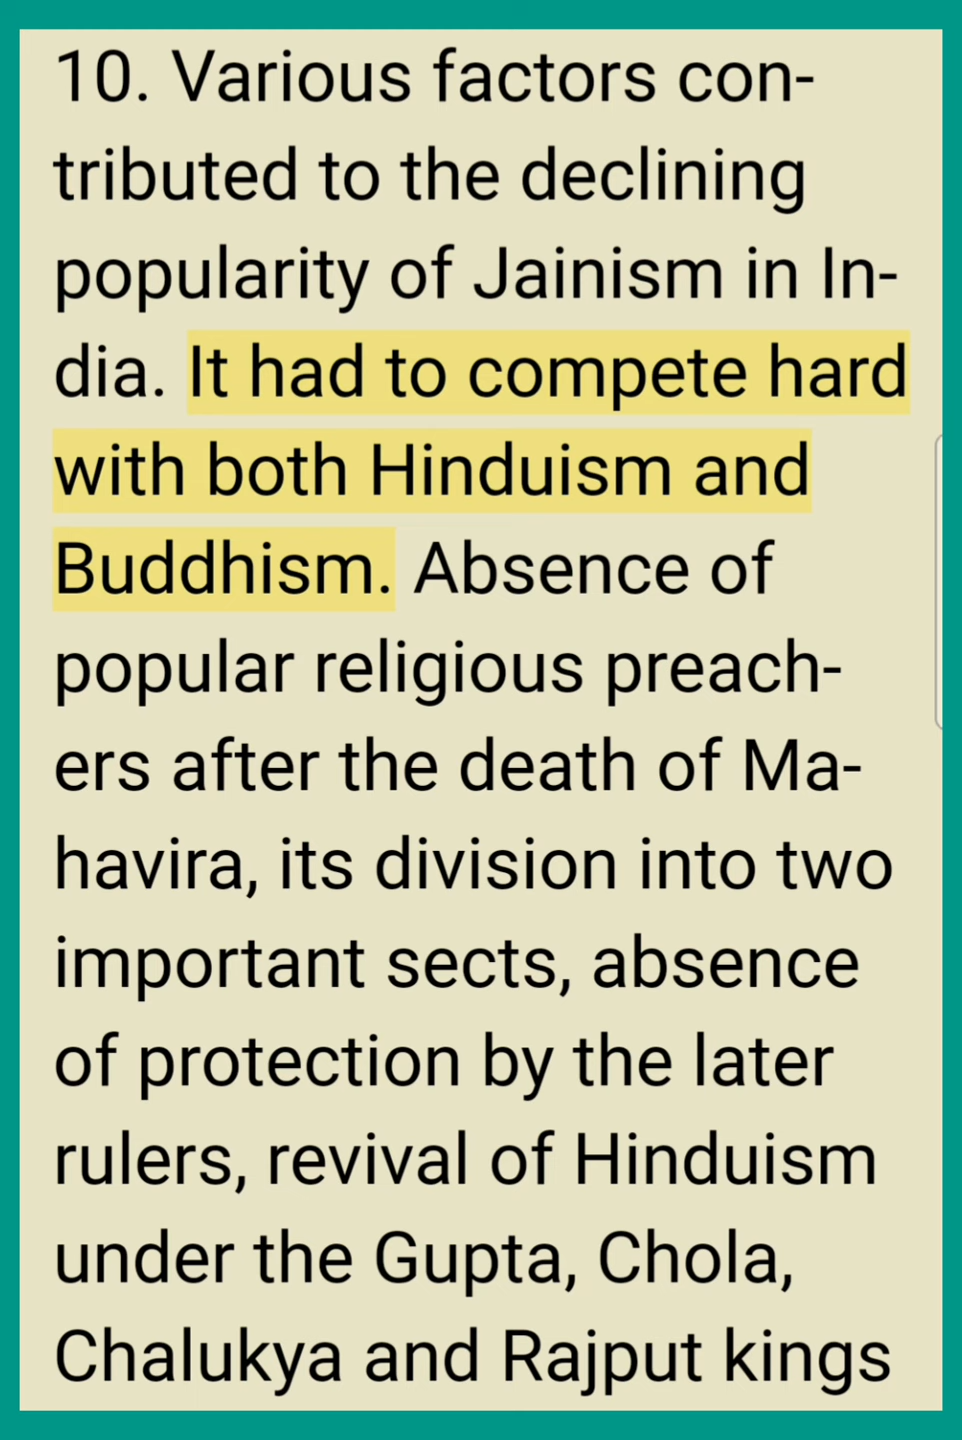 10. Various factors con-
tributed to the declining
popularity of Jainism in In-
dia. It had to compete hard
with both Hinduism and
Buddhism. Absence of
popular religious preach-
ers after the death of Ma-
havira, its division into two
important sects, absence
of protection by the later
rulers, revival of Hinduism
under the Gupta, Chola,
Chalukya and Rajput kings